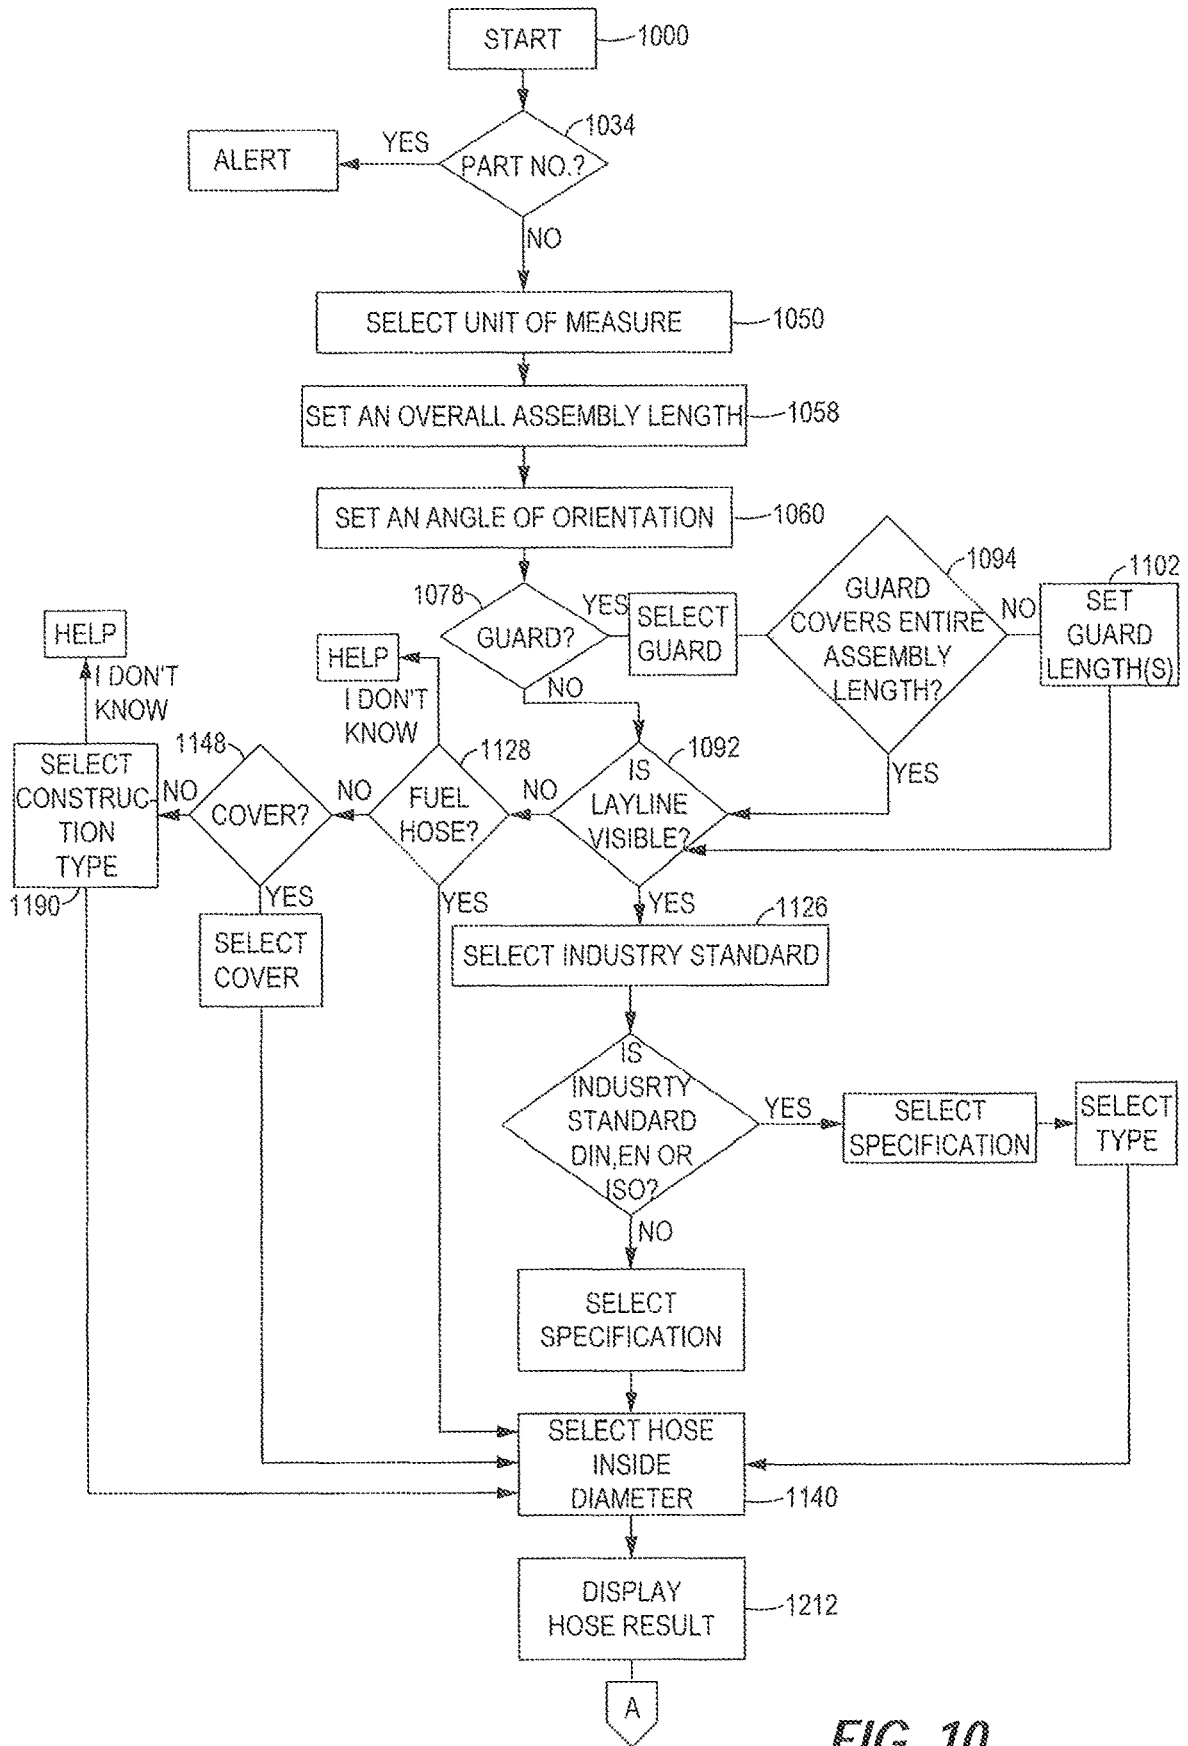 START
1000
1034
YES
ALERT
PART NO.?
NO
SELECT UNIT OF MEASURE
1050
SET AN OVERALL ASSEMBLY LENGTH
1058
SET AN ANGLE OF ORIENTATION
1060
1078
GUARD?
YES
SELECT
GUARD
1094
GUARD
COVERS ENTIRE
ASSEMBLY
LENGTH?
NO
1102
SET
GUARD
LENGTH(S)
YES
NO
HELP
I DON'T
KNOW
HELP
I DON'T
KNOW
1092
IS
LAYLINE
VISIBLE?
NO
1128
FUEL
HOSE?
NO
1148
COVER?
NO
SELECT
CONSTRUC-
TION
TYPE
1190
YES
SELECT
COVER
YES
YES
1126
SELECT INDUSTRY STANDARD
IS
INDUSRTY
STANDARD
DIN,EN OR
ISO?
YES
SELECT
SPECIFICATION
SELECT
TYPE
NO
SELECT
SPECIFICATION
SELECT HOSE
INSIDE
DIAMETER
1140
DISPLAY
HOSE RESULT
1212
A
FIG. 10